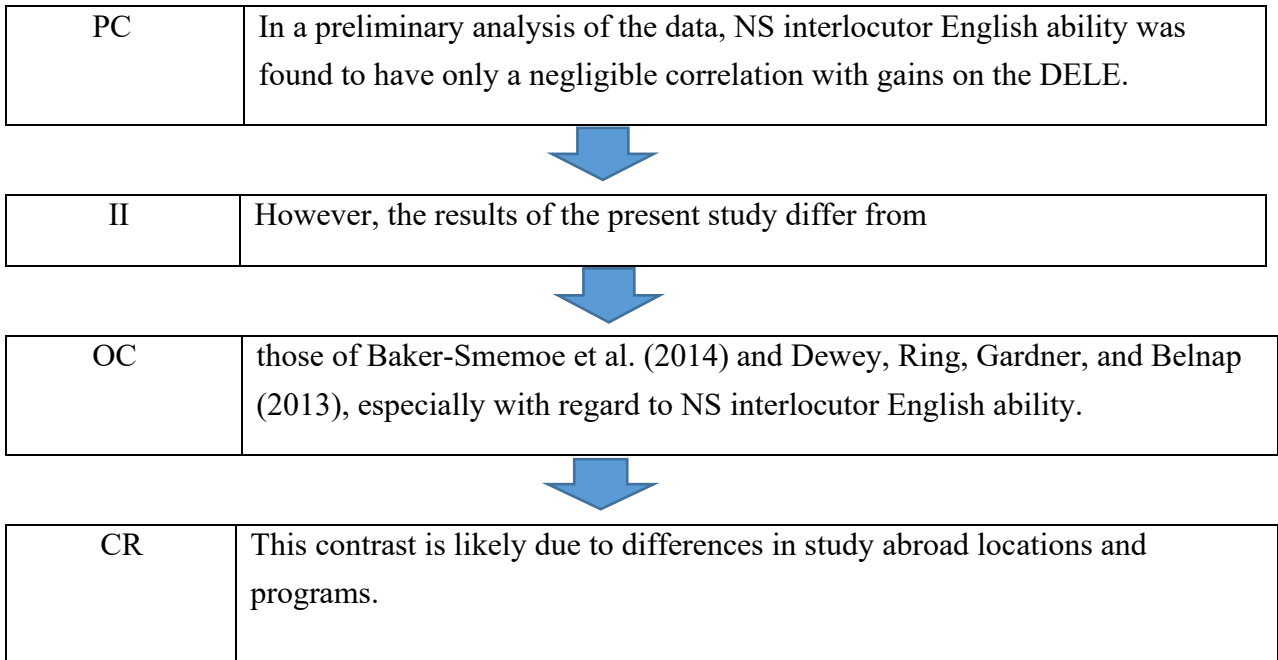 PC In a preliminary analysis of the data, NS interlocutor English ability was
found to have only a negligible correlation with gains on the DELE.
II However, the results of the present study differ from
OC those of Baker-Smemoe et al. (2014) and Dewey, Ring, Gardner, and Belnap
(2013), especially with regard to NS interlocutor English ability.
CR This contrast is likely due to differences in study abroad locations and
programs.